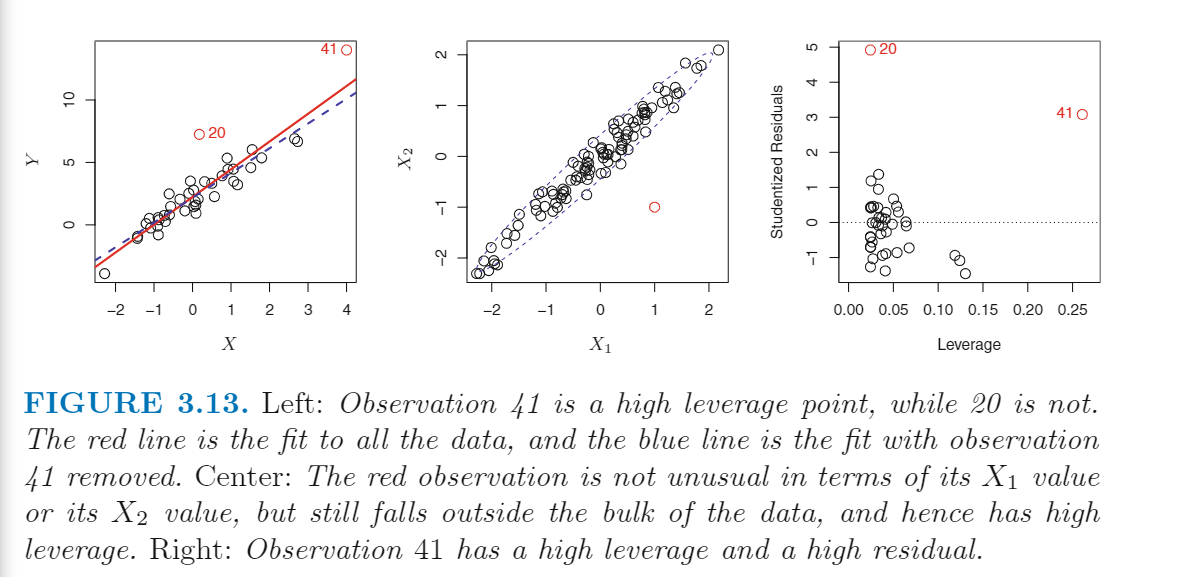 41
20
Y
0 5 10
−2 −1 0 1 2 3 4
X
X2
−2 −1 0 1 2
−2 −1 0 1 2
X1
20
41
Studentized Residuals
−1 0 1 2 3 4 5
0.00 0.05 0.10 0.15 0.20 0.25
Leverage
FIGURE 3.13. Left: Observation 41 is a high leverage point, while 20 is not.
The red line is the fit to all the data, and the blue line is the fit with observation
41 removed. Center: The red observation is not unusual in terms of its X1 value
or its X2 value, but still falls outside the bulk of the data, and hence has high
leverage. Right: Observation 41 has a high leverage and a high residual.